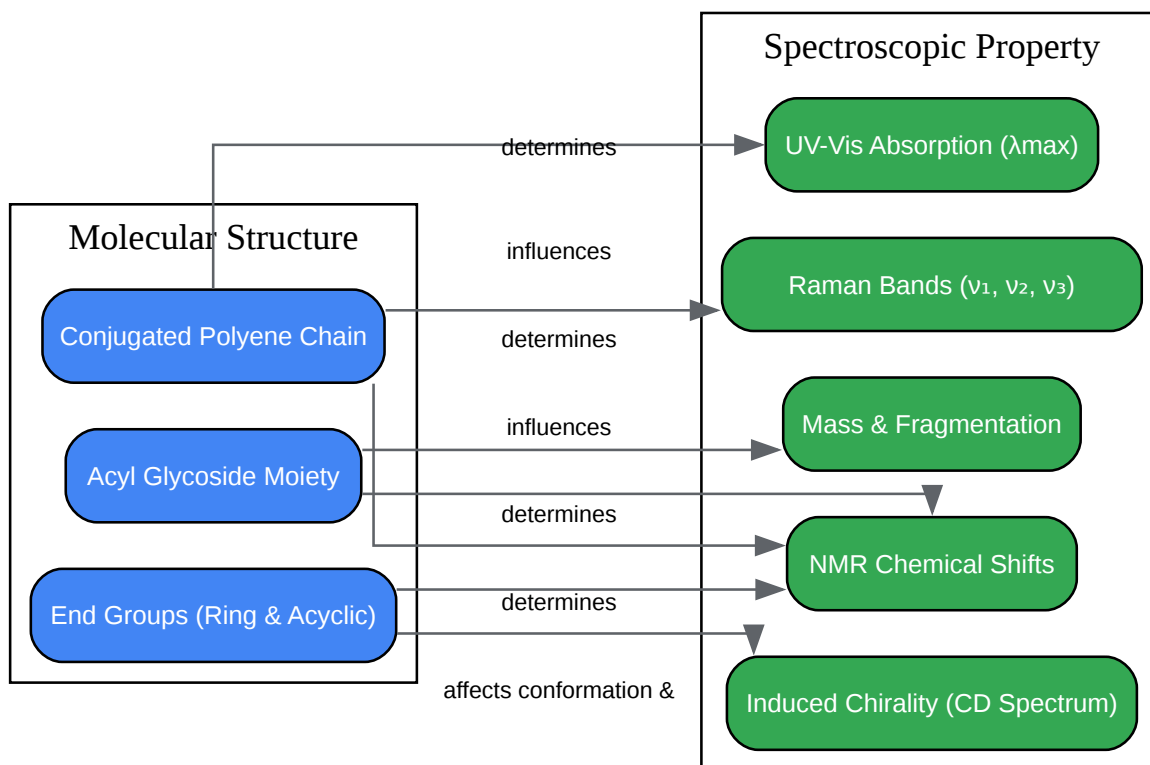 Spectroscopic Property
UV-Vis Absorption (λmax)
determines
Molecular Structure
influences
Raman Bands (ν₁, ν₂, ν₃)
Conjugated Polyene Chain
determines
Mass & Fragmentation
influences
Acyl Glycoside Moiety
determines
NMR Chemical Shifts
End Groups (Ring & Acyclic)
determines
affects conformation &
Induced Chirality (CD Spectrum)